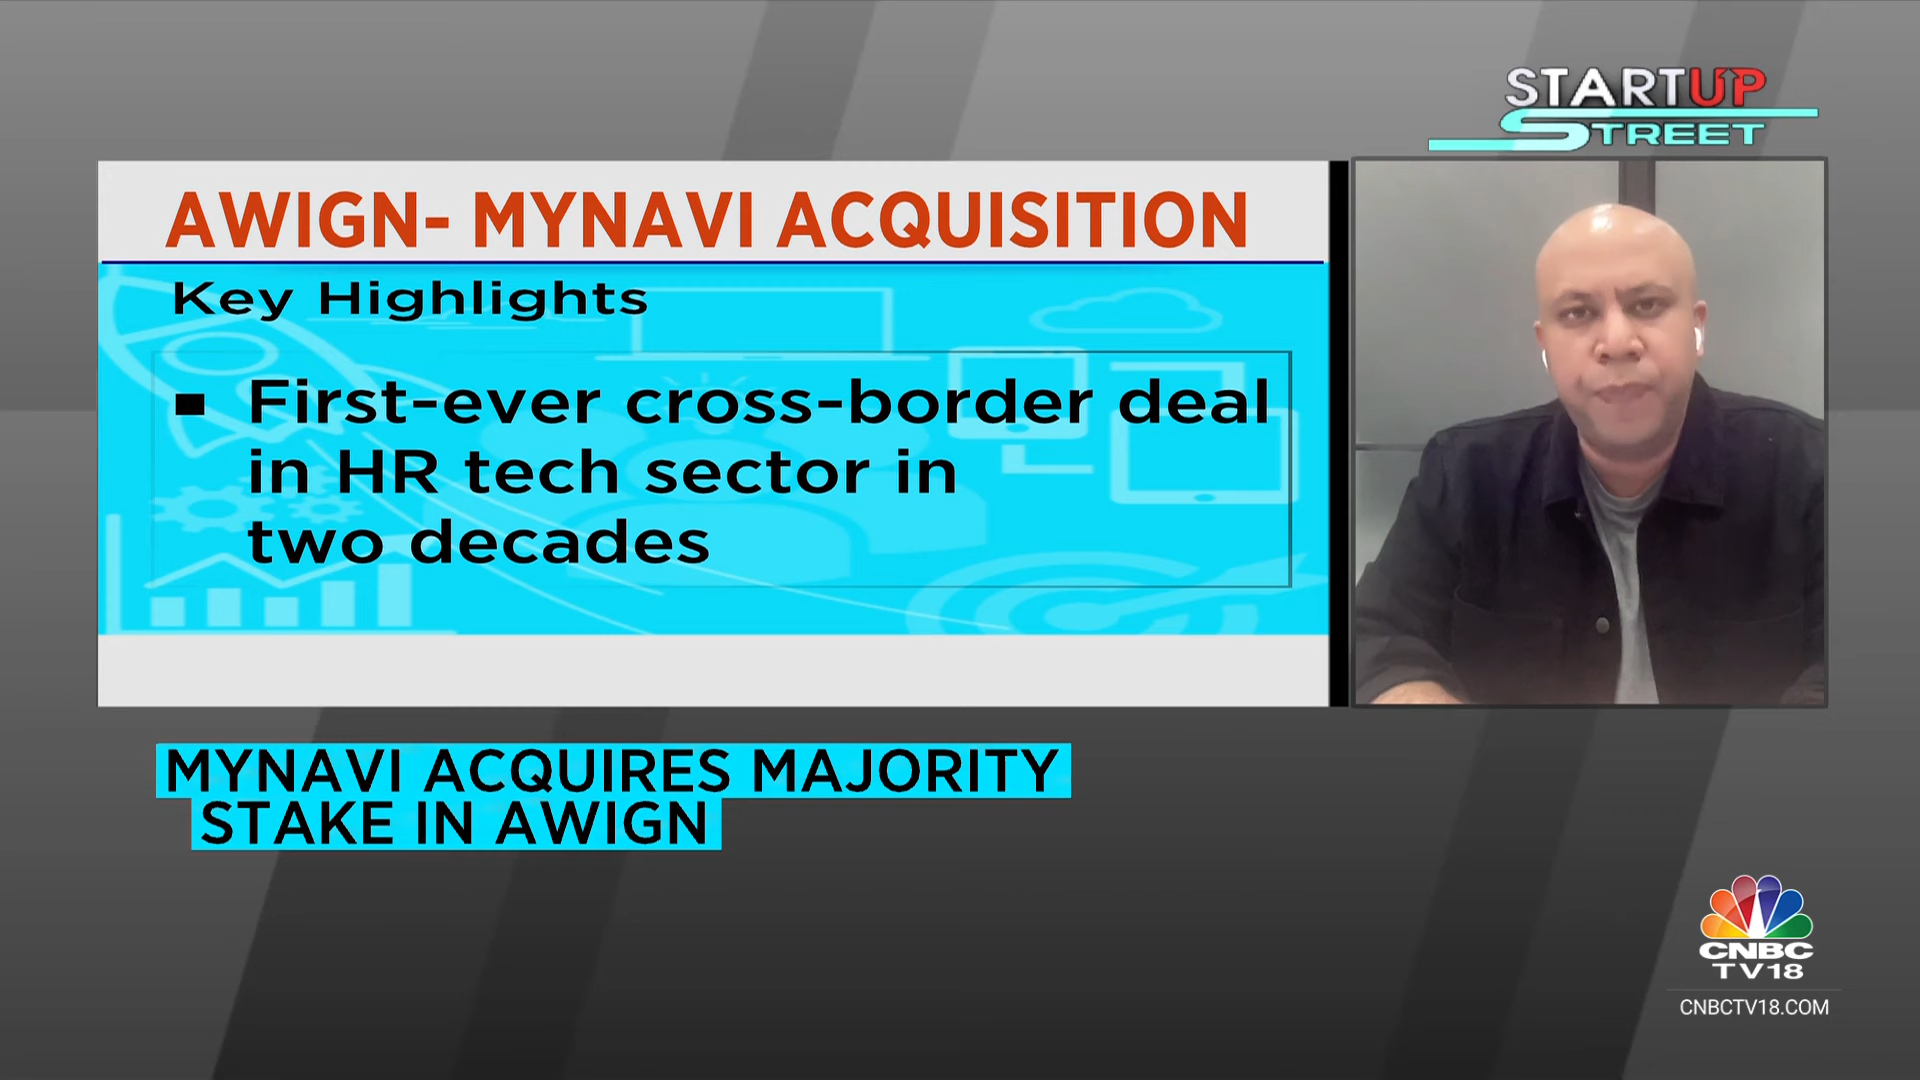 STARTUP
STREET
AWIGN- MYNAVI ACQUISITION
Key Highlights
▪ First-ever cross-border deal
in HR tech sector in
two decades
MYNAVI ACQUIRES MAJORITY
STAKE IN AWIGN
CNBC
TV18
CNBCTV18.COM